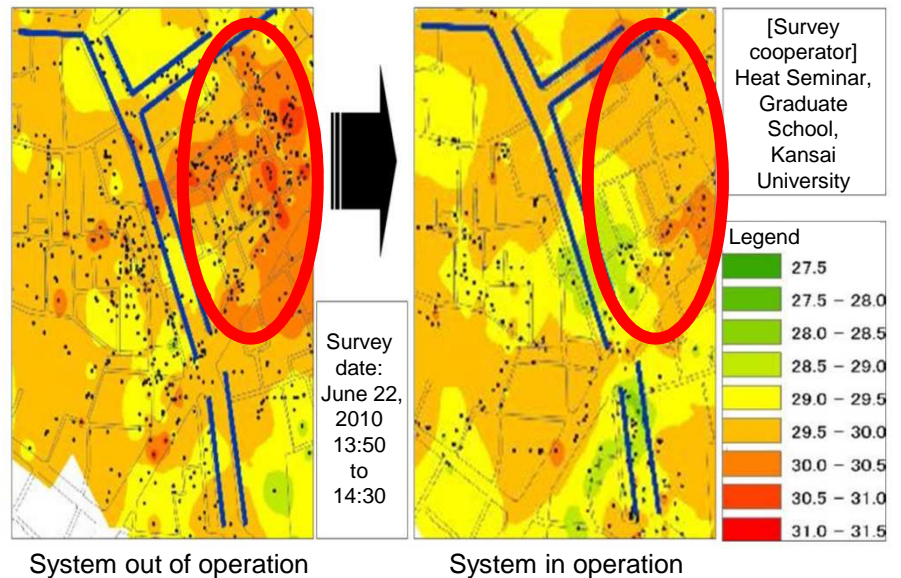 [Survey
cooperator]
Heat Seminar,
Graduate
School,
Kansai
University
Legend
27.5
27.5 - 28.0
28.0 - 28.5
28.5 - 29.0
29.0 - 29.5
29.5 - 30.0
30.0 - 30.5
30.5 - 31.0
31.0 - 31.5
Survey
date:
June 22,
2010
13:50
to
14:30
System out of operation
System in operation